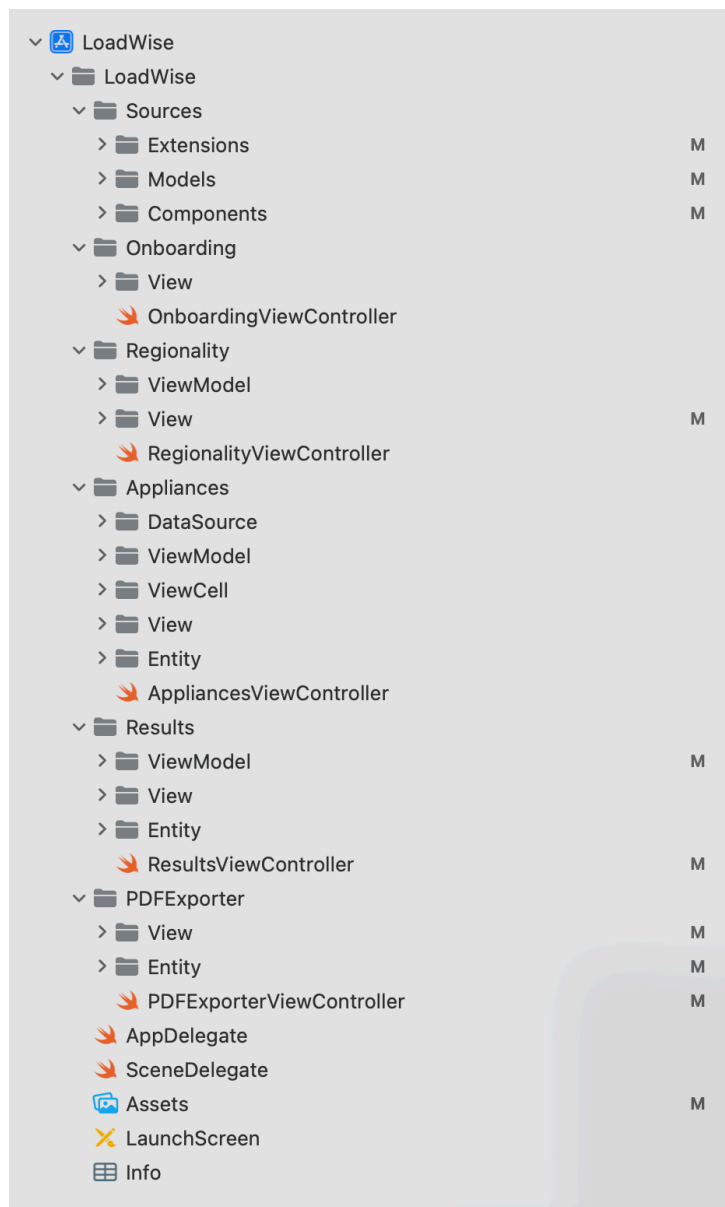 LoadWise
LoadWise
Sources
Extensions M
Models M
Components M
Onboarding
View
OnboardingViewController
Regionality
ViewModel
View M
RegionalityViewController
Appliances
DataSource
ViewModel
ViewCell
View
Entity
AppliancesViewController
Results
ViewModel M
View
Entity
ResultsViewController M
PDFExporter
View M
Entity M
PDFExporterViewController M
AppDelegate
SceneDelegate
Assets M
LaunchScreen
Info